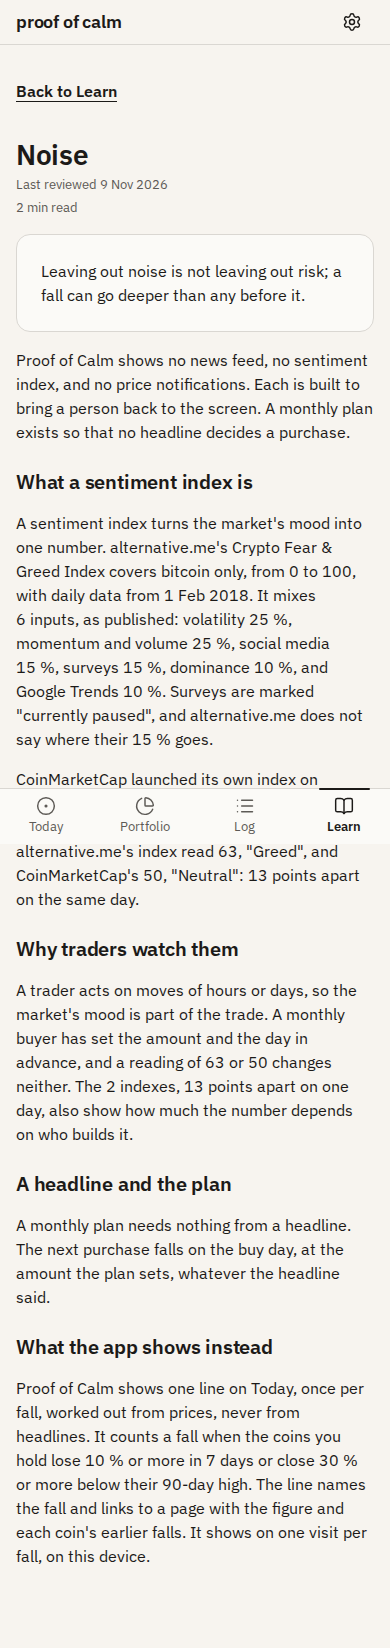 proof of calm
Back to Learn
Noise
Last reviewed 9 Nov 2026
2 min read
Leaving out noise is not leaving out risk; a
fall can go deeper than any before it.
Proof of Calm shows no news feed, no sentiment
index, and no price notifications. Each is built to
bring a person back to the screen. A monthly plan
exists so that no headline decides a purchase.
What a sentiment index is
A sentiment index turns the market's mood into
one number. alternative.me's Crypto Fear &
Greed Index covers bitcoin only, from 0 to 100,
with daily data from 1 Feb 2018. It mixes
6 inputs, as published: volatility 25 %,
momentum and volume 25 %, social media
15 %, surveys 15 %, dominance 10 %, and
Google Trends 10 %. Surveys are marked
"currently paused", and alternative.me does not
say where their 15 % goes.
CoinMarketCap launched its own index on
Today
Portfolio
Log
Learn
alternative.me's index read 63, "Greed", and
CoinMarketCap's 50, "Neutral": 13 points apart
on the same day.
Why traders watch them
A trader acts on moves of hours or days, so the
market's mood is part of the trade. A monthly
buyer has set the amount and the day in
advance, and a reading of 63 or 50 changes
neither. The 2 indexes, 13 points apart on one
day, also show how much the number depends
on who builds it.
A headline and the plan
A monthly plan needs nothing from a headline.
The next purchase falls on the buy day, at the
amount the plan sets, whatever the headline
said.
What the app shows instead
Proof of Calm shows one line on Today, once per
fall, worked out from prices, never from
headlines. It counts a fall when the coins you
hold lose 10 % or more in 7 days or close 30 %
or more below their 90-day high. The line names
the fall and links to a page with the figure and
each coin's earlier falls. It shows on one visit per
fall, on this device.